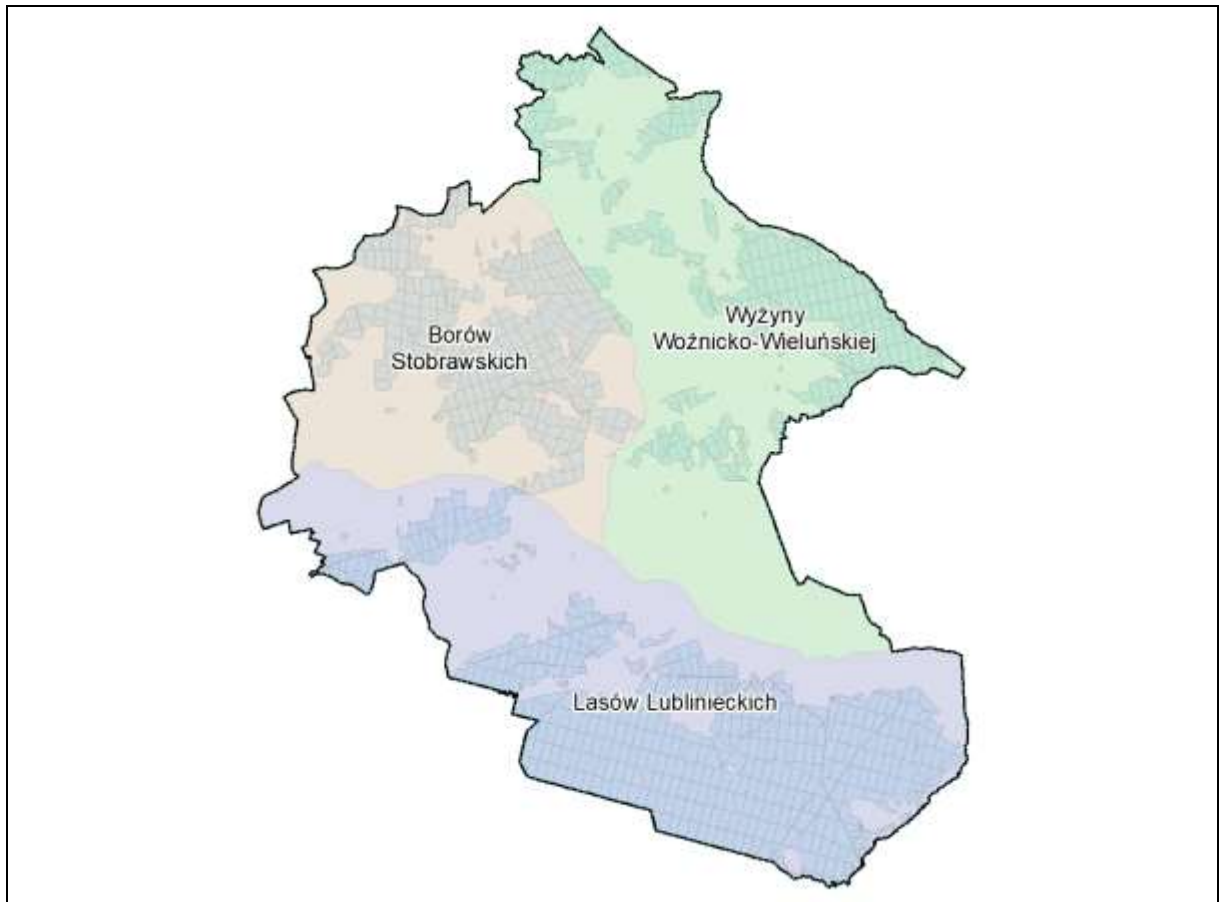 Wyżyny
Woźnicko-Wieluńskiej
Borów
Stobrawskich
Lasów Lublinieckich